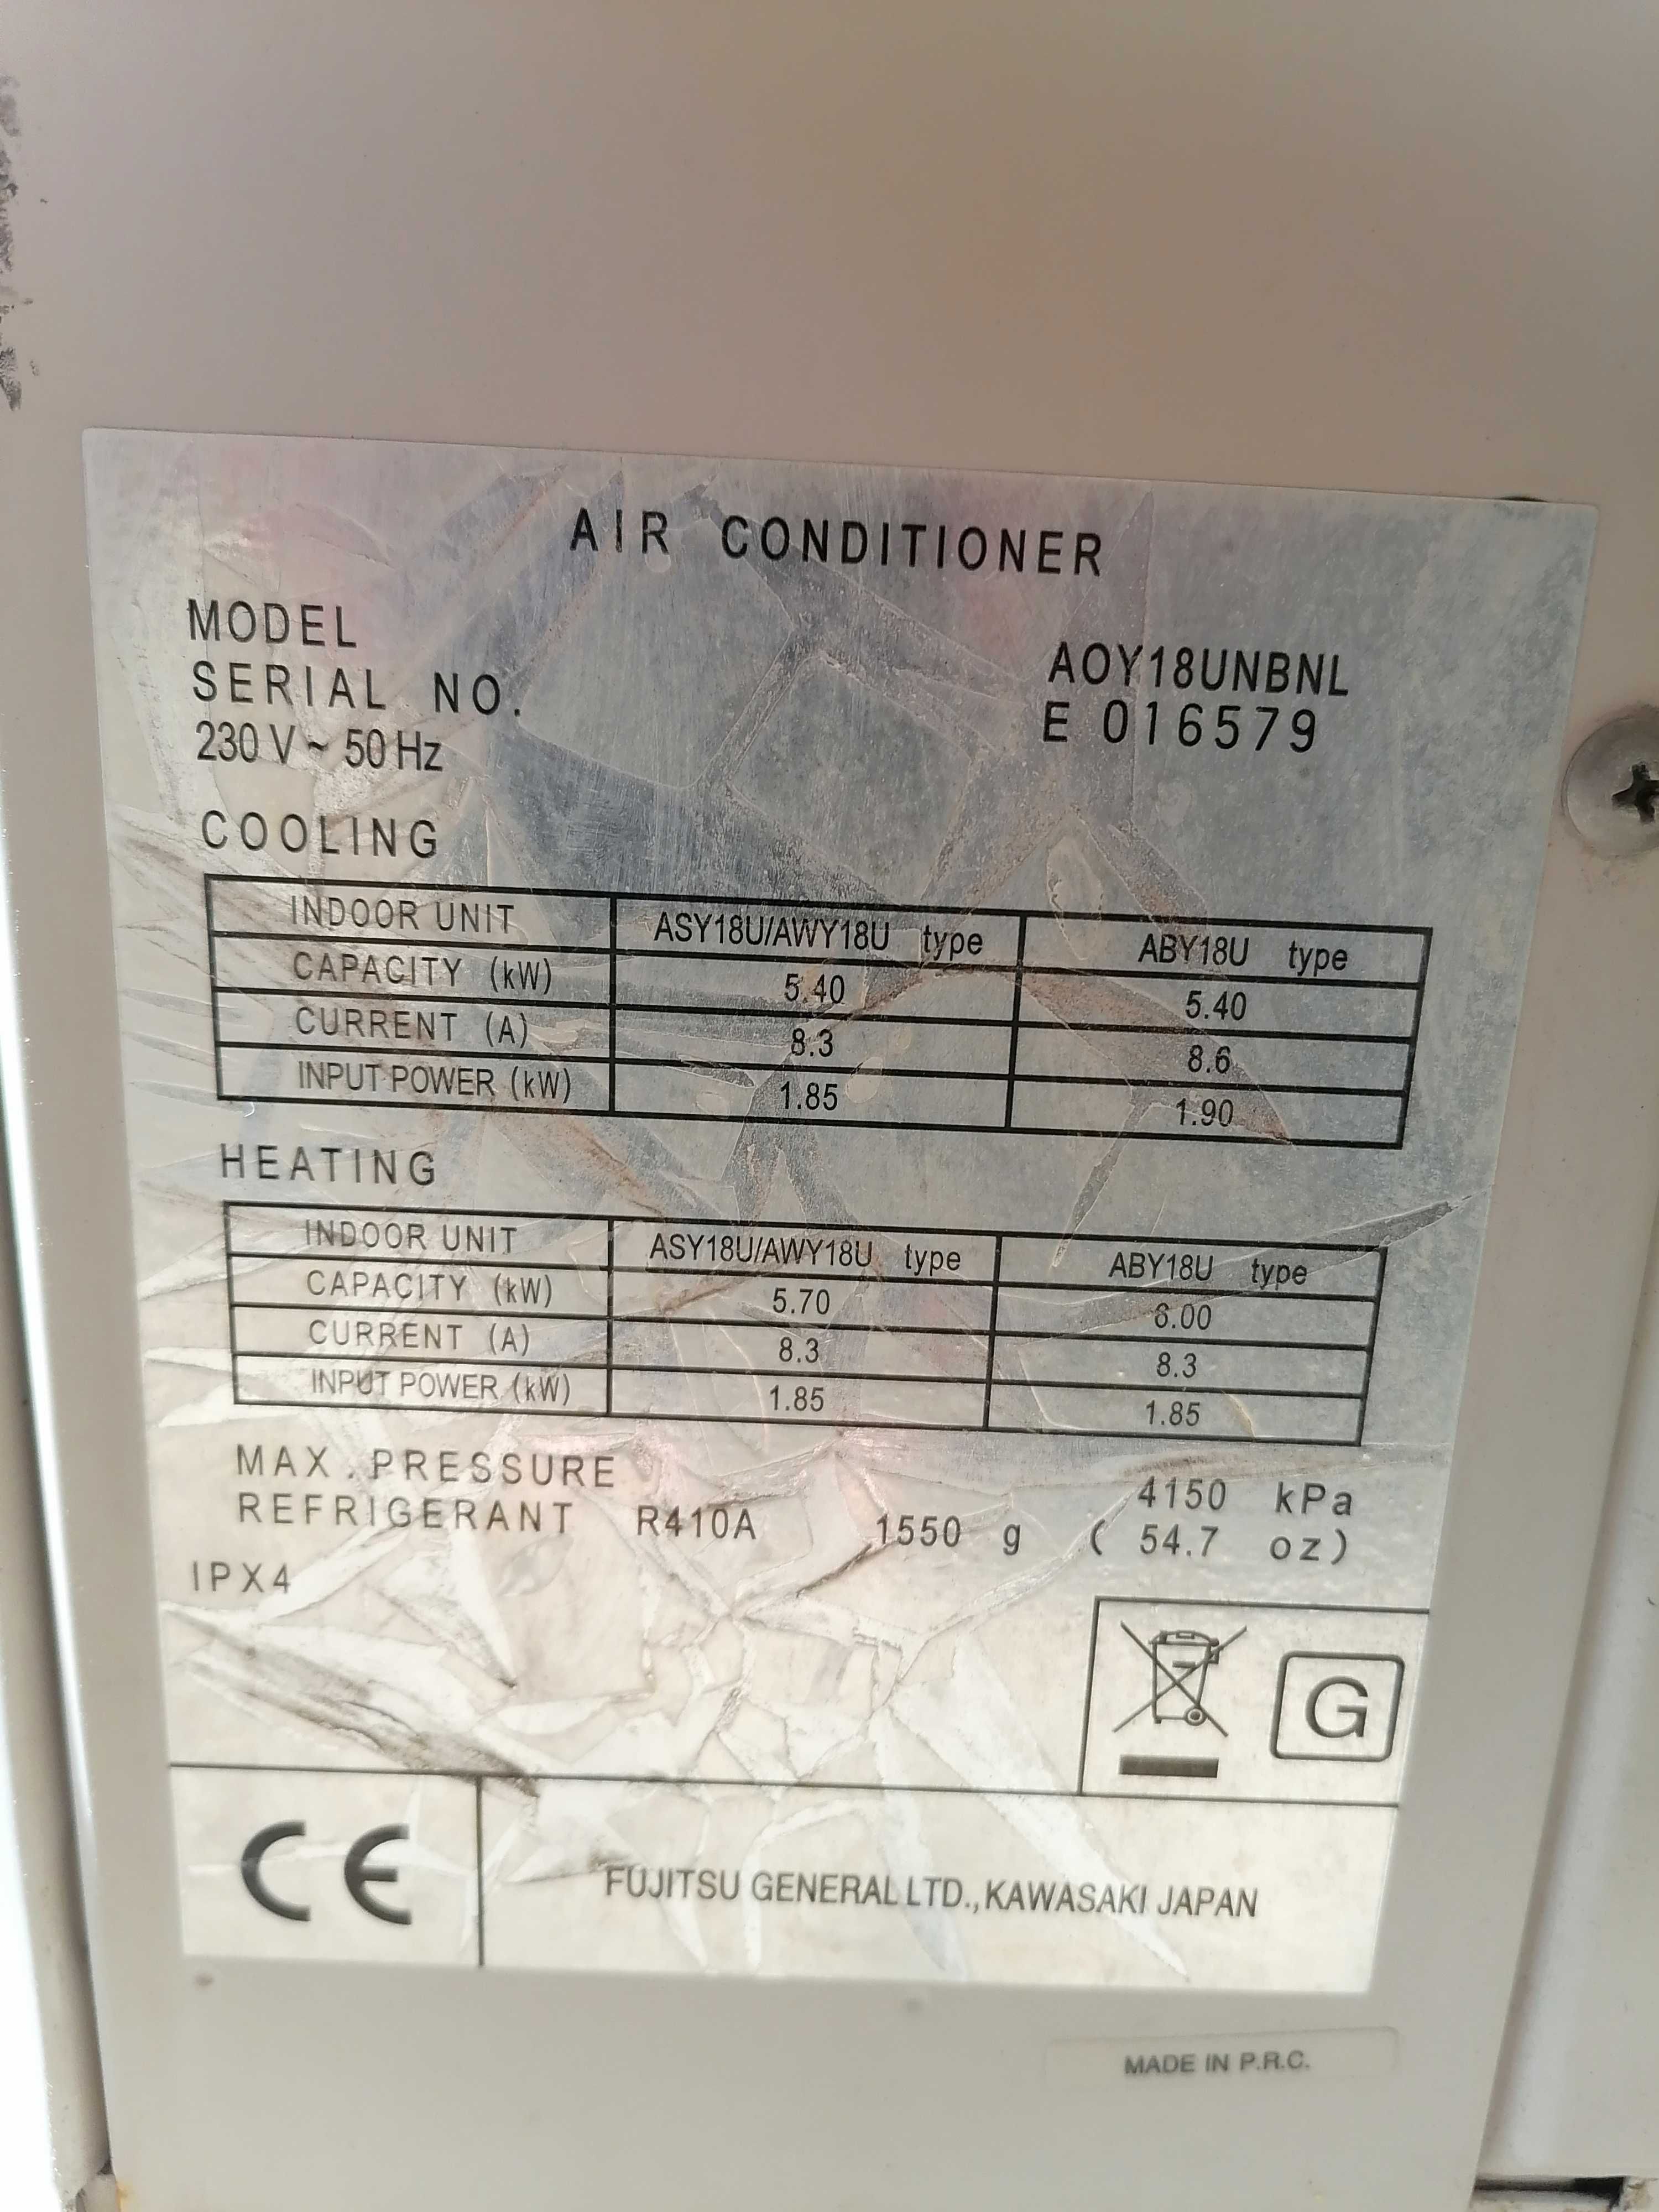 AIR CONDITIONER
MODEL AOY18UNBNL
SERIAL NO. E 016579
230 V ~ 50 Hz
COOLING
INDOOR UNIT ASY18U/AWY18U type ABY18U type
CAPACITY (kW) 5.40 5.40
CURRENT (A) 8.3 8.6
INPUT POWER (kW) 1.85 1.90
HEATING
INDOOR UNIT ASY18U/AWY18U type ABY18U type
CAPACITY (kW) 5.70 6.00
CURRENT (A) 8.3 8.3
INPUT POWER (kW) 1.85 1.85
MAX. PRESSURE 4150 kPa
REFRIGERANT R410A 1550 g ( 54.7 oz)
IPX4
G
CE
FUJITSU GENERAL LTD., KAWASAKI JAPAN
MADE IN P.R.C.